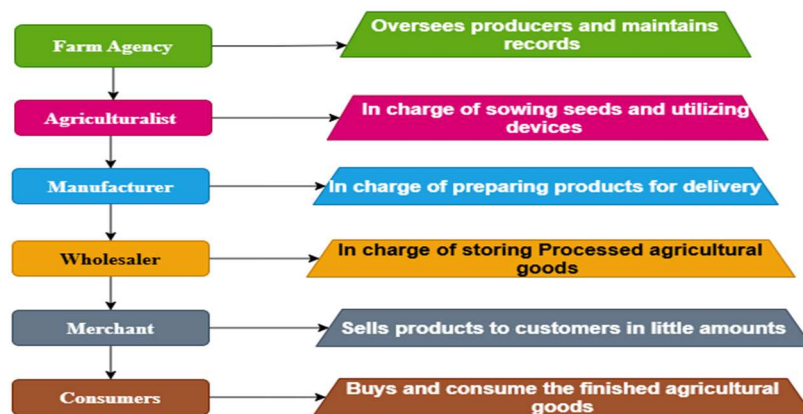 Farm Agency
Oversees producers and maintains
records
Agriculturalist
In charge of sowing seeds and utilizing
devices
Manufacturer
In charge of preparing products for delivery
Wholesaler
In charge of storing Processed agricultural
goods
Merchant
Sells products to customers in little amounts
Consumers
Buys and consume the finished agricultural
goods